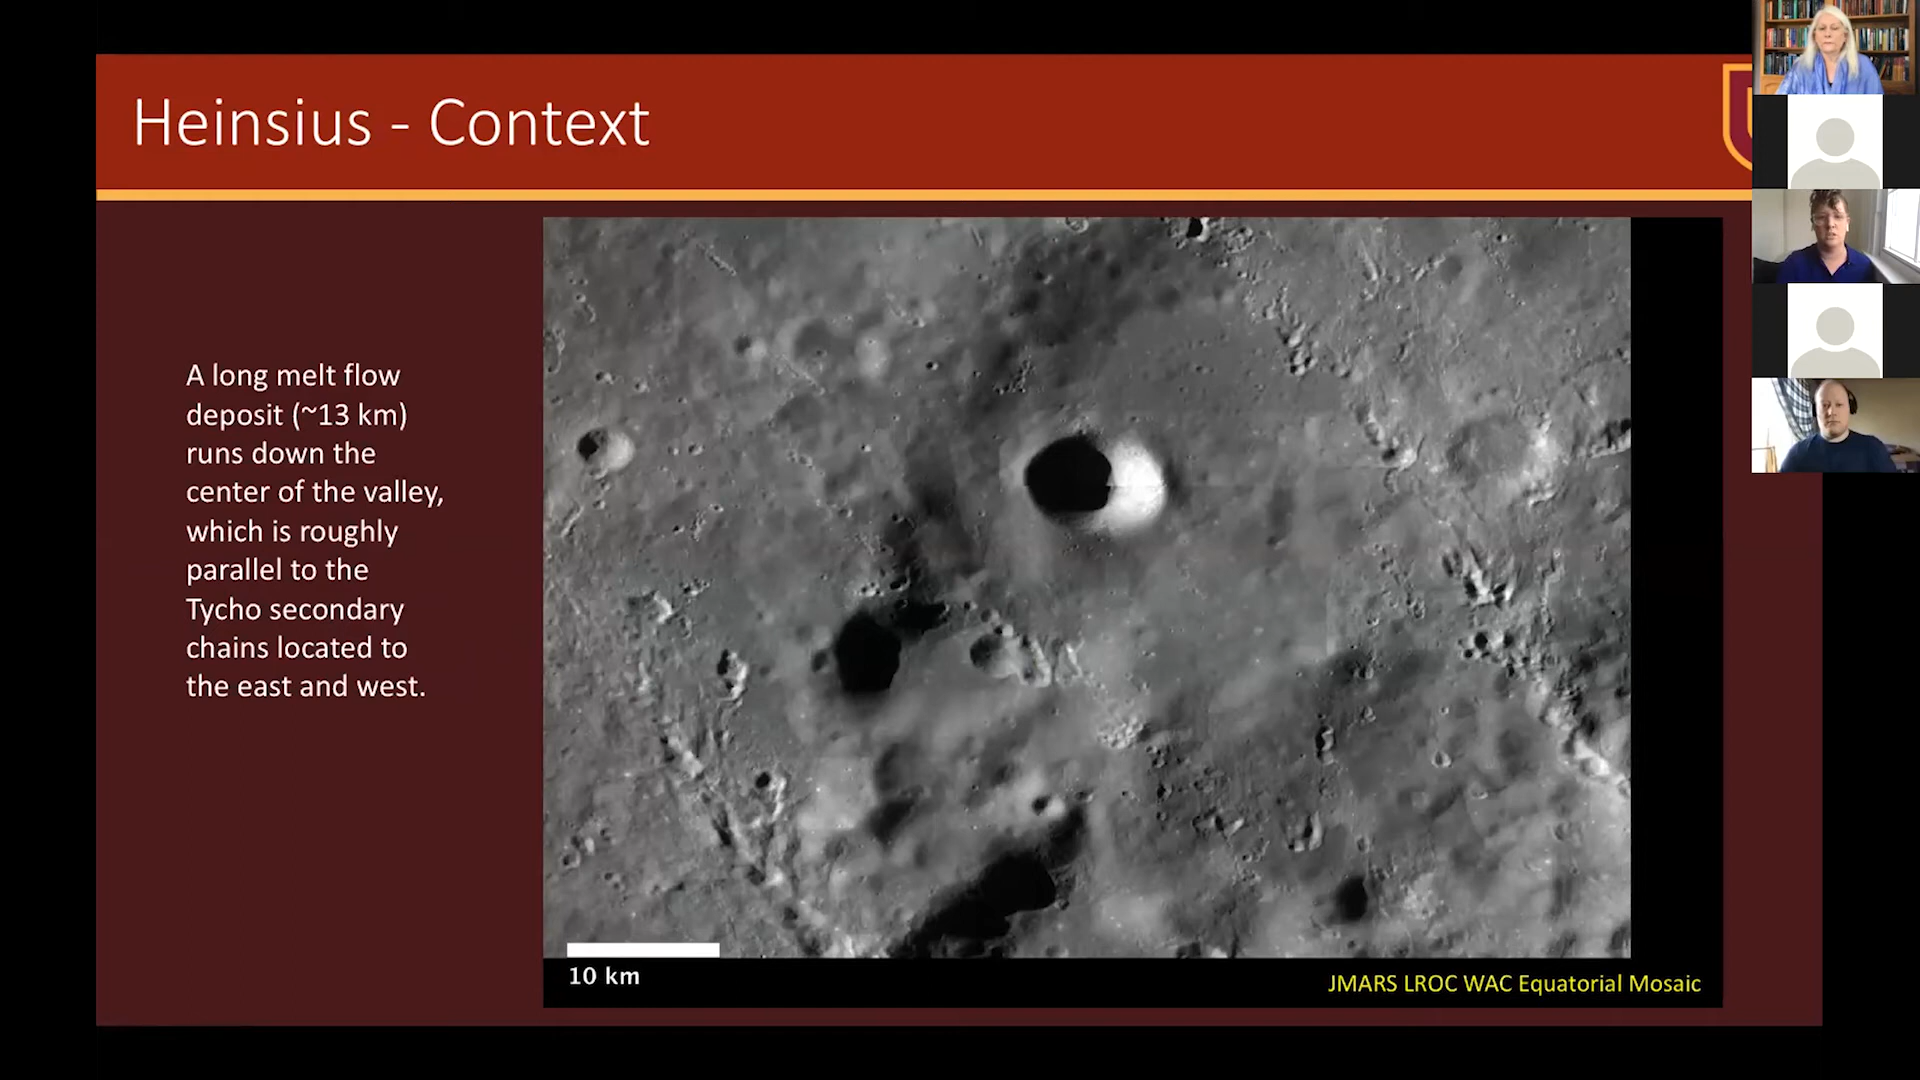 Heinsius - Context
A long melt flow
deposit (~13 km)
runs down the
center of the valley,
which is roughly
parallel to the
Tycho secondary
chains located to
the east and west.
10 km
JMARS LROC WAC Equatorial Mosaic